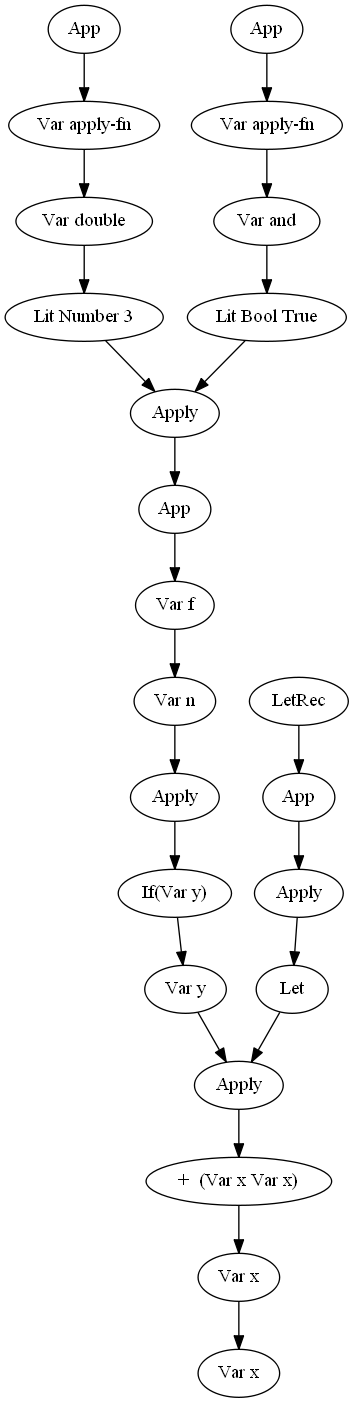 App
App
Var apply-fn
Var apply-fn
Var double
Var and
Lit Number 3
Lit Bool True
Apply
App
Var f
Var n
LetRec
Apply
App
If(Var y)
Apply
Var y
Let
Apply
+ (Var x Var x)
Var x
Var x